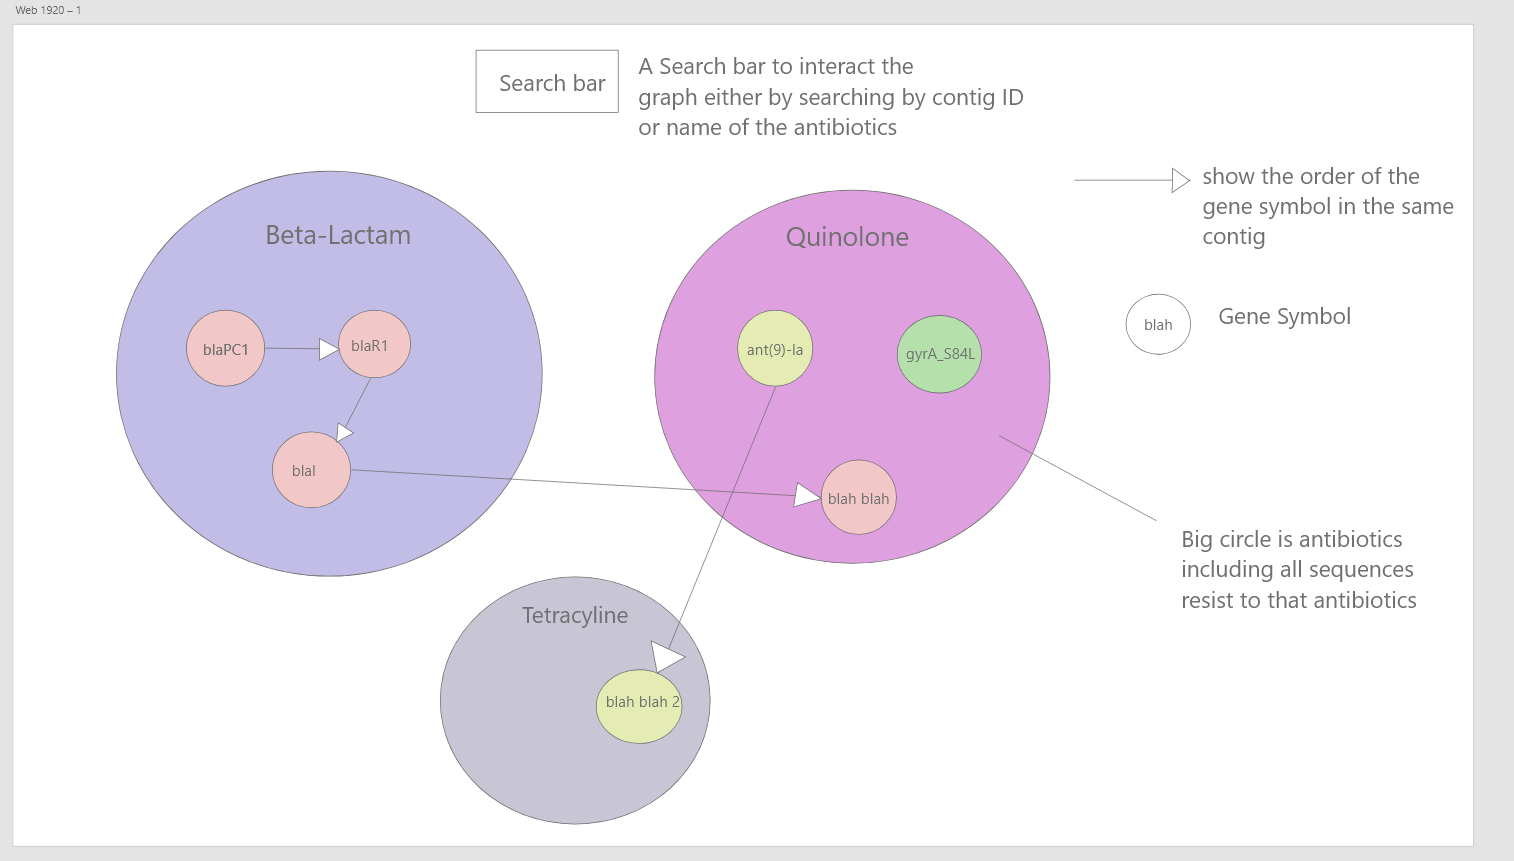 Web 1920 – 1
Search bar
A Search bar to interact the
graph either by searching by contig ID
or name of the antibiotics
show the order of the
gene symbol in the same
contig
Beta-Lactam
Quinolone
blah
Gene Symbol
blaPC1
blaR1
ant(9)-Ia
gyrA_S84L
blaI
blah blah
Big circle is antibiotics
including all sequences
resist to that antibiotics
Tetracyline
blah blah 2